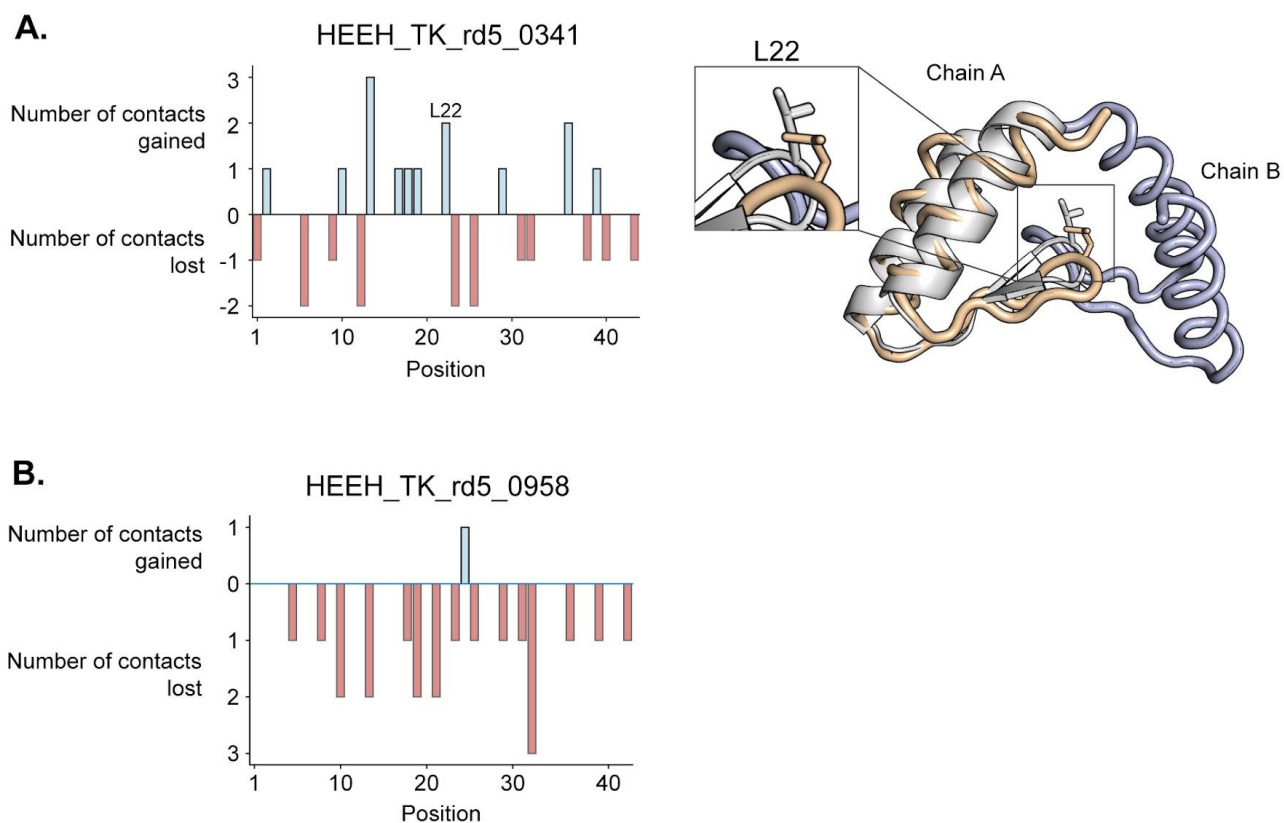 A.
HEEH_TK_rd5_0341
Number of contacts
gained
Number of contacts
lost
3
2
1
0
-1
-2
L22
1 10 20 30 40
Position
L22
Chain A
Chain B
B.
HEEH_TK_rd5_0958
Number of contacts
gained
Number of contacts
lost
1
0
1
2
3
1 10 20 30 40
Position